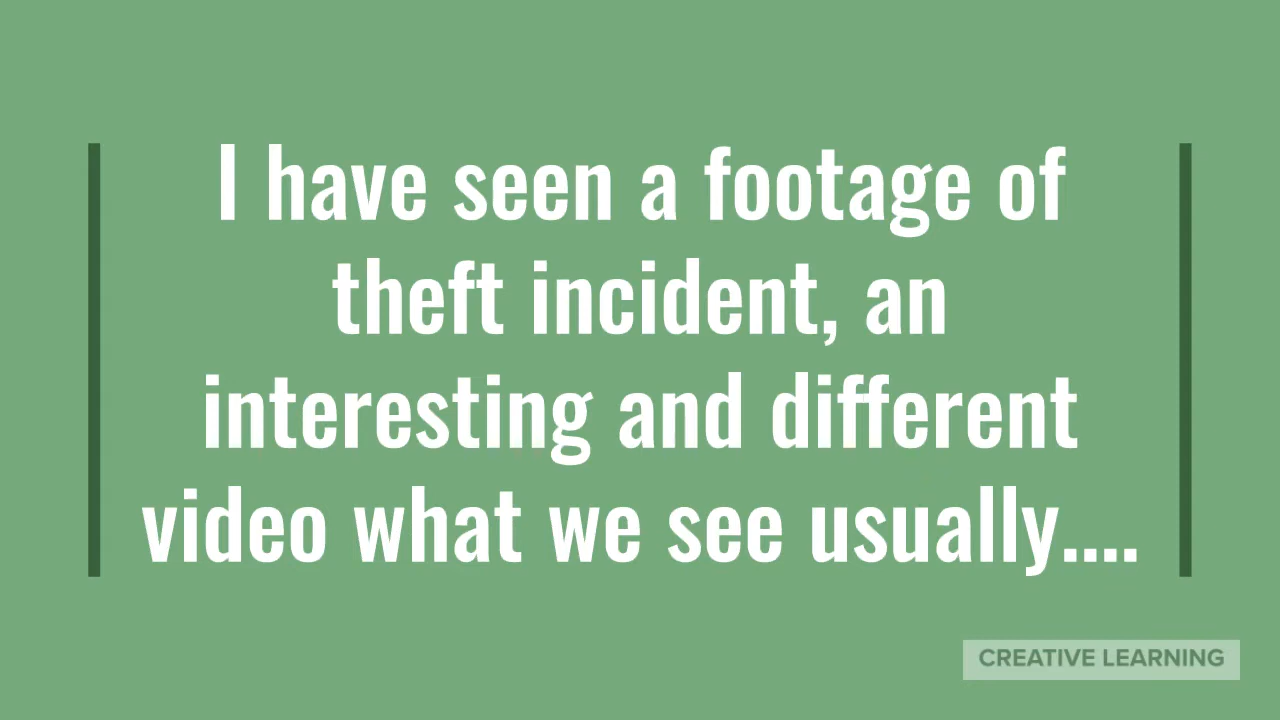 I have seen a footage of
theft incident, an
interesting and different
video what we see usually....
CREATIVE LEARNING